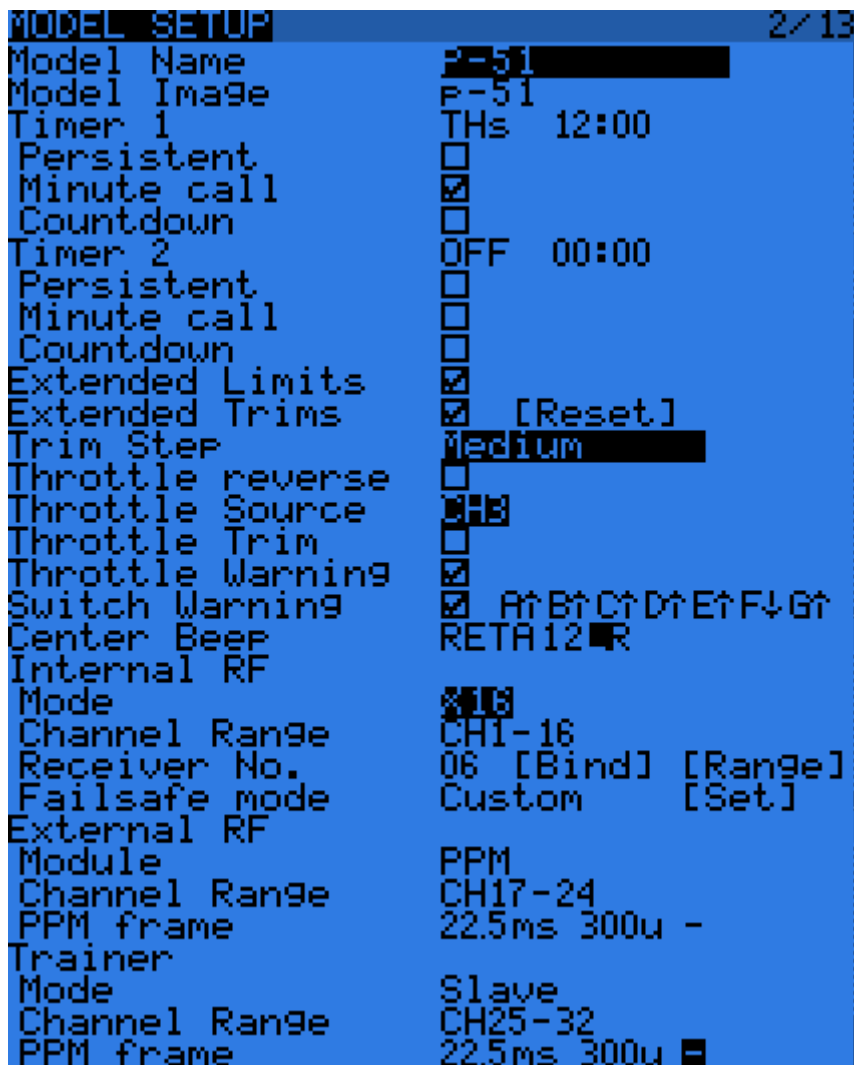 MODEL SETUP 2/13
Model Name P-51
Model Image P-51
Timer 1 THs 12:00
Persistent
Minute call
Countdown
Timer 2 OFF 00:00
Persistent
Minute call
Countdown
Extended Limits
Extended Trims [Reset]
Trim Step Medium
Throttle reverse
Throttle Source CH3
Throttle Trim
Throttle Warning
Switch Warning A↑B↑C↑D↑E↑F↓G↑
Center Beep RETA12 R
Internal RF
Mode
Channel Range CH1-16
Receiver No. 06 [Bind] [Range]
Failsafe mode Custom [Set]
External RF
Module PPM
Channel Range CH17-24
PPM frame 22.5ms 300u -
Trainer
Mode Slave
Channel Range CH25-32
PPM frame 22.5ms 300u -